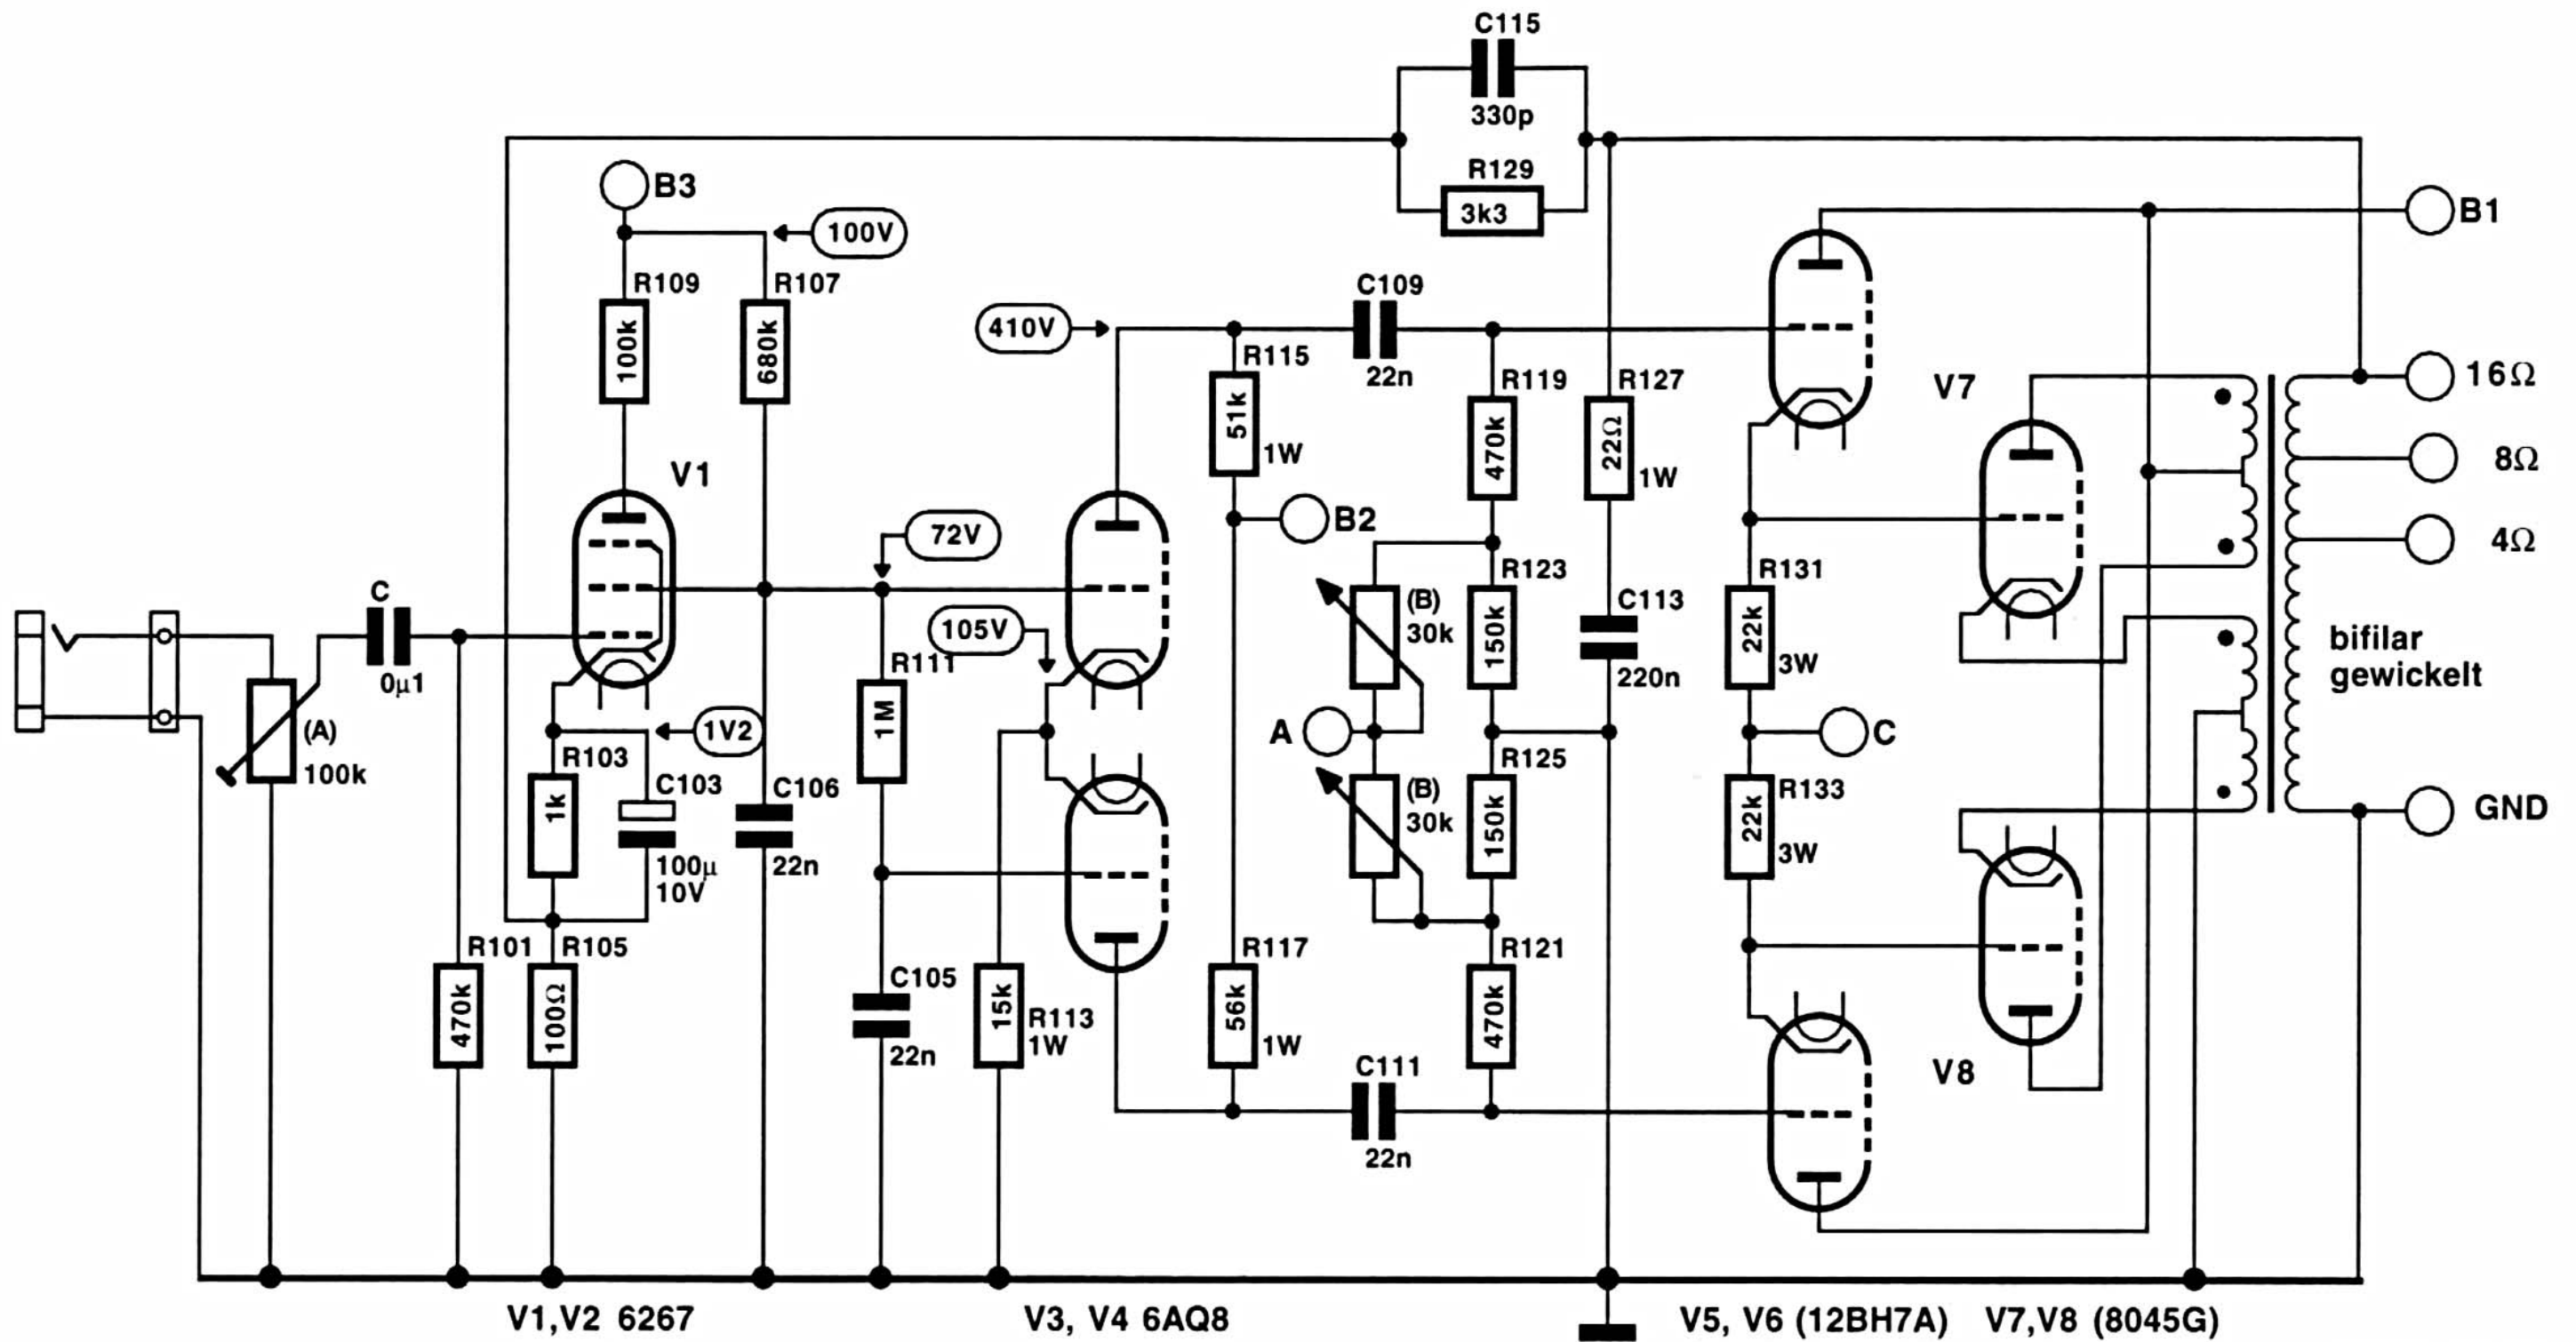 C115
330p
R129
3k3
B3
100V
B1
R109
100k
R107
680k
410V
C109
22n
R115
51k
1W
R119
470k
R127
22Ω
1W
V7
16Ω
8Ω
4Ω
V1
72V
B2
C
0µ1
105V
R111
1M
(B)
30k
R123
150k
C113
220n
R131
22k
3W
bifilar
gewickelt
(A)
100k
1V2
A
C
R103
1k
C103
100µ
10V
C106
22n
(B)
30k
R125
150k
R133
22k
3W
GND
R101
470k
R105
100Ω
C105
22n
15k
R113
1W
R117
56k
1W
R121
470k
C111
22n
V8
V1,V2 6267
V3, V4 6AQ8
V5, V6 (12BH7A)
V7,V8 (8045G)